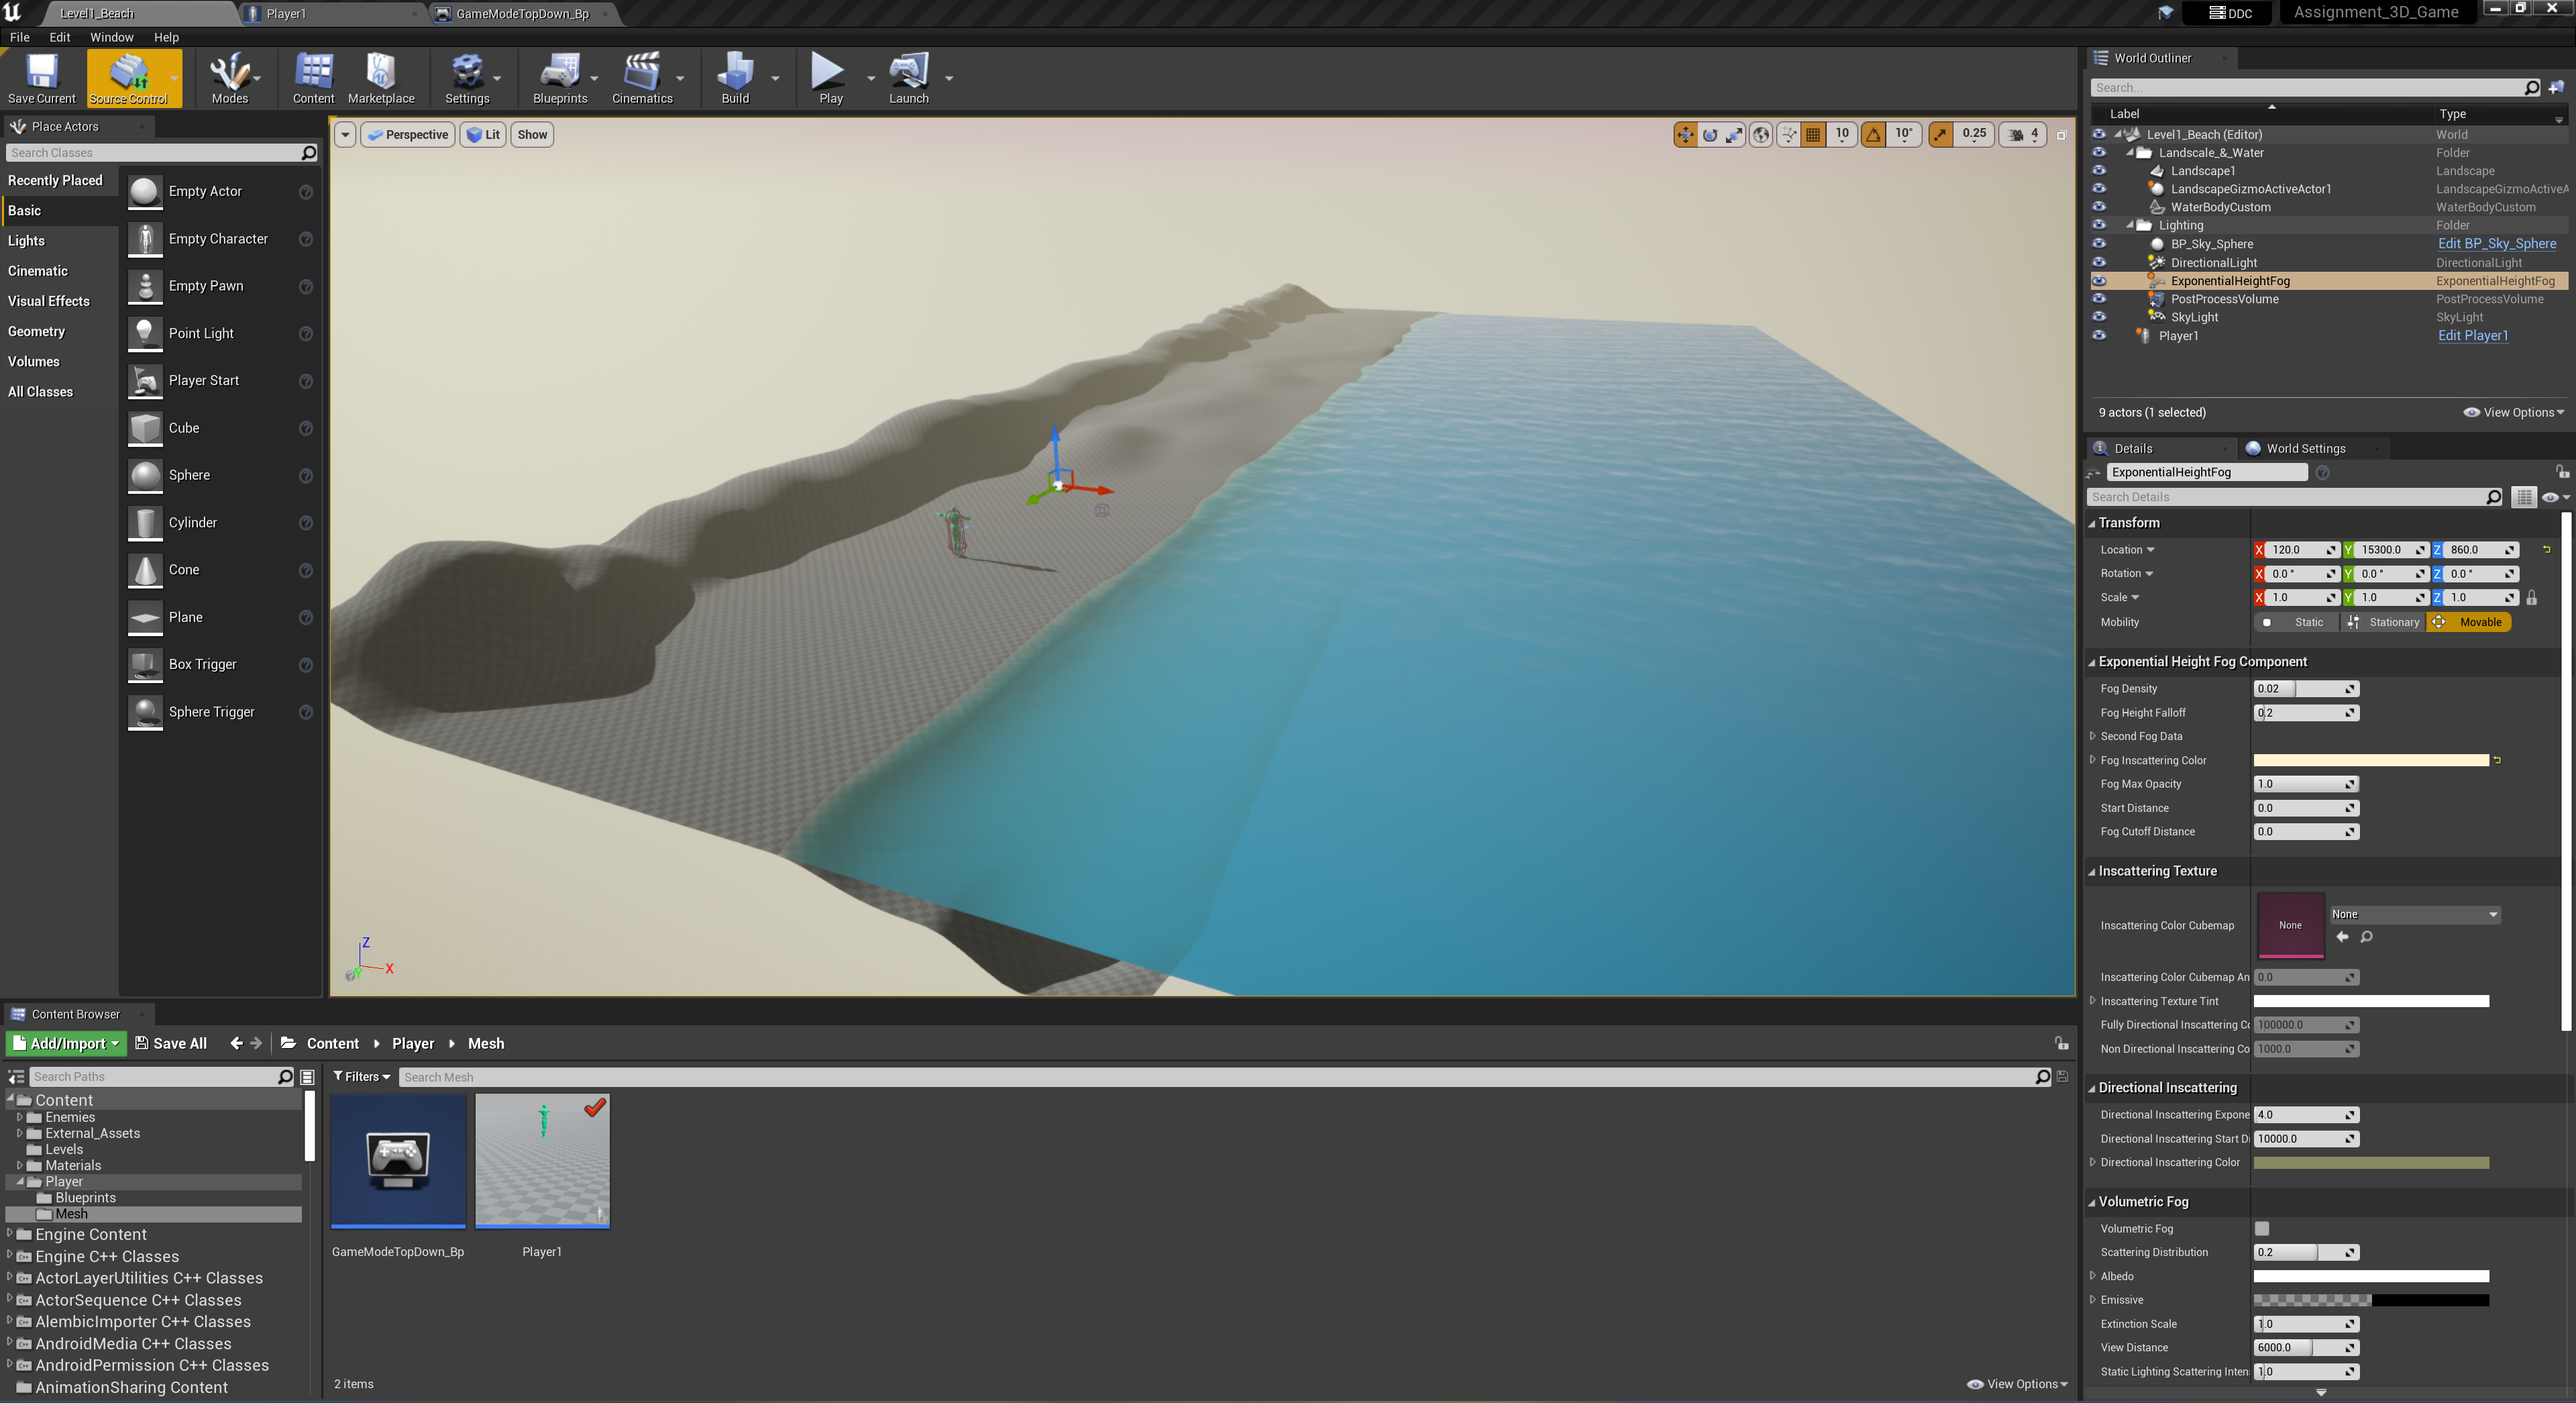 Level1_Beach
Player1
GameModeTopDown_Bp
DDC
Assignment_3D_Game
File Edit Window Help
Save Current
Source Control
Modes
Content
Marketplace
Settings
Blueprints
Cinematics
Build
Play
Launch
Place Actors
Search Classes
Recently Placed
Basic
Lights
Cinematic
Visual Effects
Geometry
Volumes
All Classes
Empty Actor
Empty Character
Empty Pawn
Point Light
Player Start
Cube
Sphere
Cylinder
Cone
Plane
Box Trigger
Sphere Trigger
Perspective
Lit
Show
10
10°
0.25
4
Z
X
Y
World Outliner
Search...
Label Type
Level1_Beach (Editor) World
Landscale_&_Water Folder
Landscape1 Landscape
LandscapeGizmoActiveActor1 LandscapeGizmoActiveA
WaterBodyCustom WaterBodyCustom
Lighting Folder
BP_Sky_Sphere Edit BP_Sky_Sphere
DirectionalLight DirectionalLight
ExponentialHeightFog ExponentialHeightFog
PostProcessVolume PostProcessVolume
SkyLight SkyLight
Player1 Edit Player1
9 actors (1 selected) View Options
Details
World Settings
ExponentialHeightFog
Search Details
Transform
Location X 120.0 Y 15300.0 Z 860.0
Rotation X 0.0 ° Y 0.0 ° Z 0.0 °
Scale X 1.0 Y 1.0 Z 1.0
Mobility Static Stationary Movable
Exponential Height Fog Component
Fog Density 0.02
Fog Height Falloff 0.2
Second Fog Data
Fog Inscattering Color
Fog Max Opacity 1.0
Start Distance 0.0
Fog Cutoff Distance 0.0
Inscattering Texture
Inscattering Color Cubemap None None
Inscattering Color Cubemap An 0.0
Inscattering Texture Tint
Fully Directional Inscattering Co 100000.0
Non Directional Inscattering Co 1000.0
Directional Inscattering
Directional Inscattering Expone 4.0
Directional Inscattering Start Di 10000.0
Directional Inscattering Color
Volumetric Fog
Volumetric Fog
Scattering Distribution 0.2
Albedo
Emissive
Extinction Scale 1.0
View Distance 6000.0
Static Lighting Scattering Inten 1.0
Content Browser
Add/Import Save All Content Player Mesh
Search Paths
Filters Search Mesh
Content
Enemies
External_Assets
Levels
Materials
Player
Blueprints
Mesh
Engine Content
Engine C++ Classes
ActorLayerUtilities C++ Classes
ActorSequence C++ Classes
AlembicImporter C++ Classes
AndroidMedia C++ Classes
AndroidPermission C++ Classes
AnimationSharing Content
GameModeTopDown_Bp
Player1
2 items
View Options